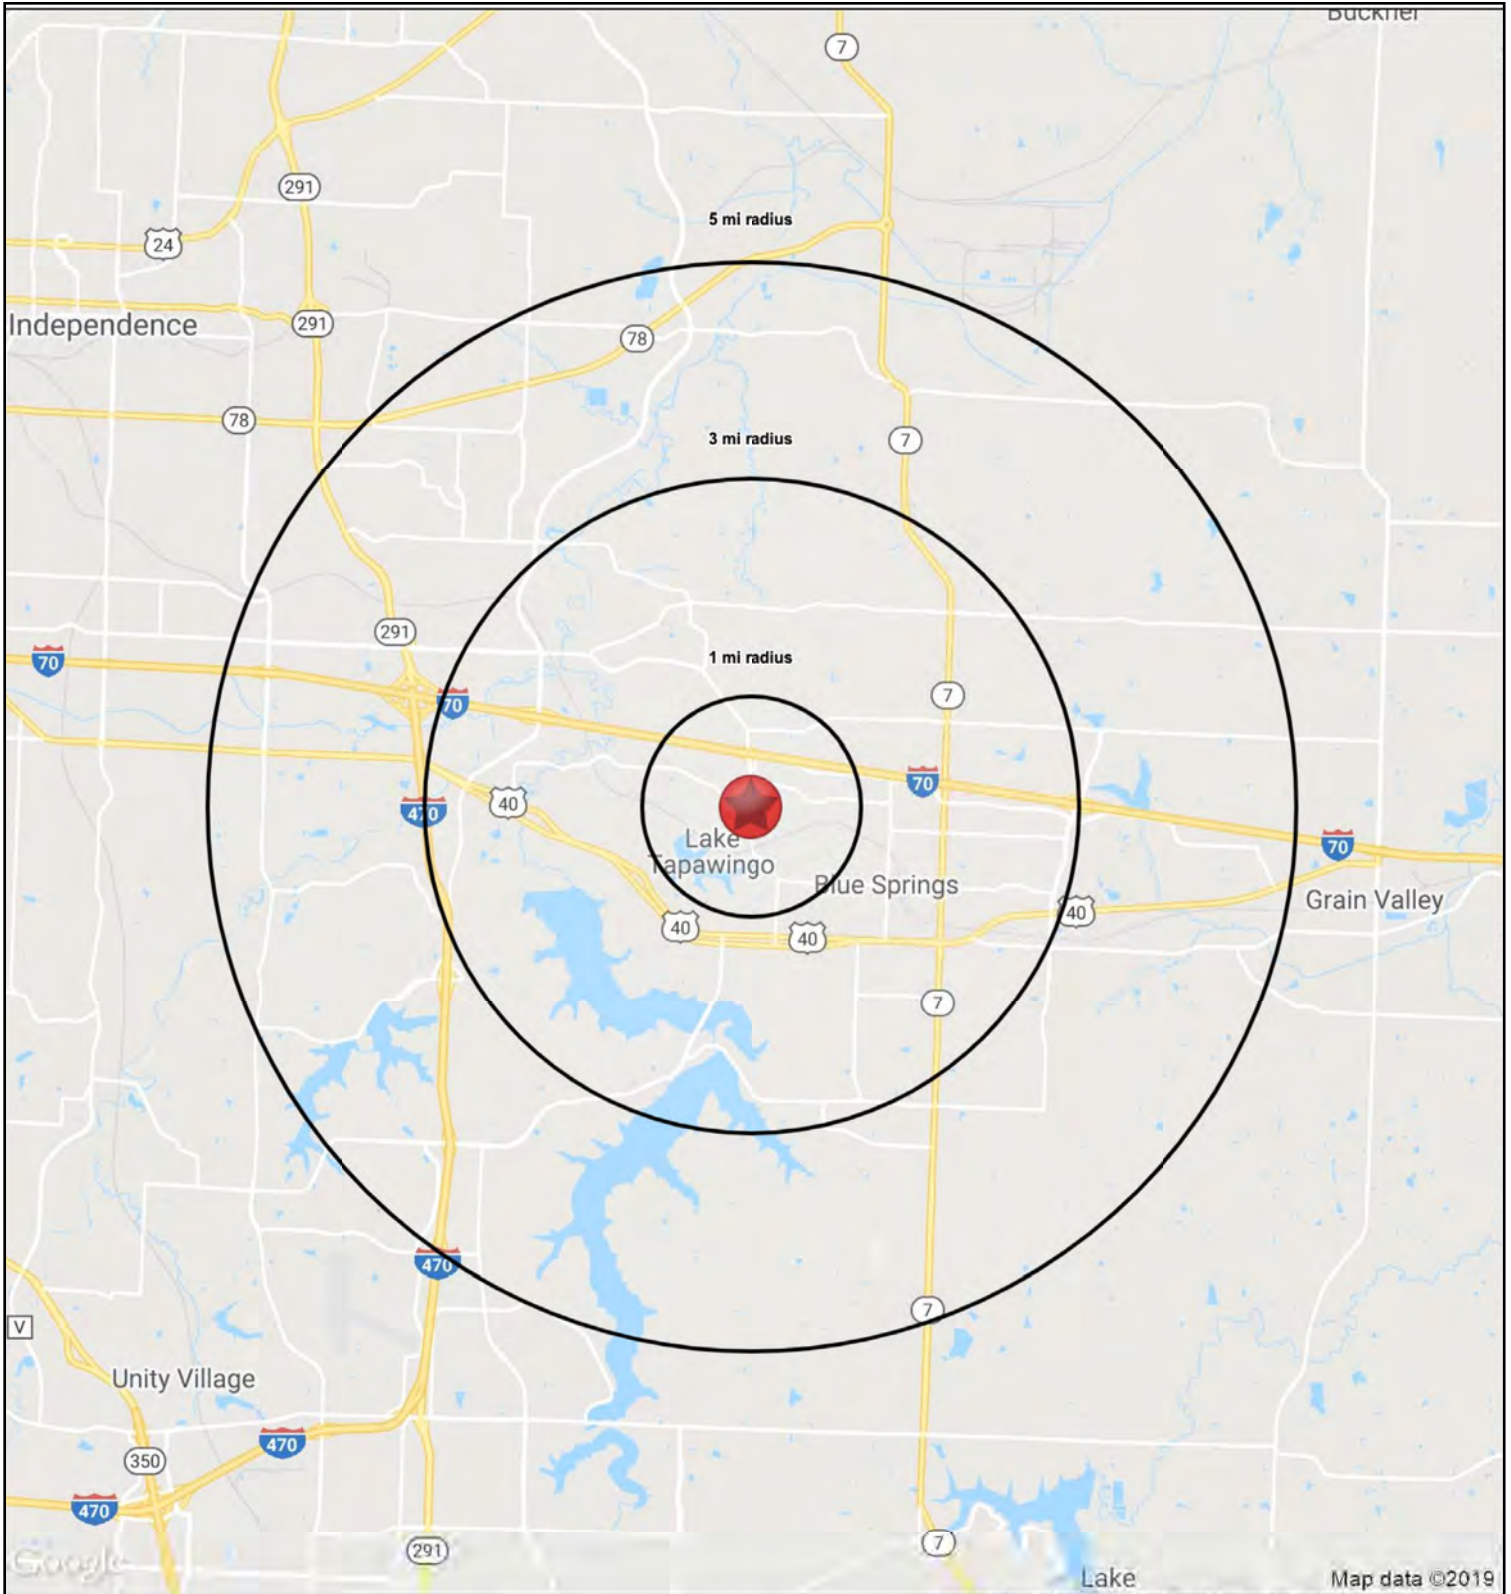 Buckner
7
291
5 mi radius
24
Independence
291
78
78
3 mi radius
7
291
1 mi radius
70
70
7
70
40
470
Lake
Tapawingo
70
Blue Springs
Grain Valley
40
40
40
7
470
7
V
Unity Village
470
350
470
291
7
Google
Lake
Map data ©2019